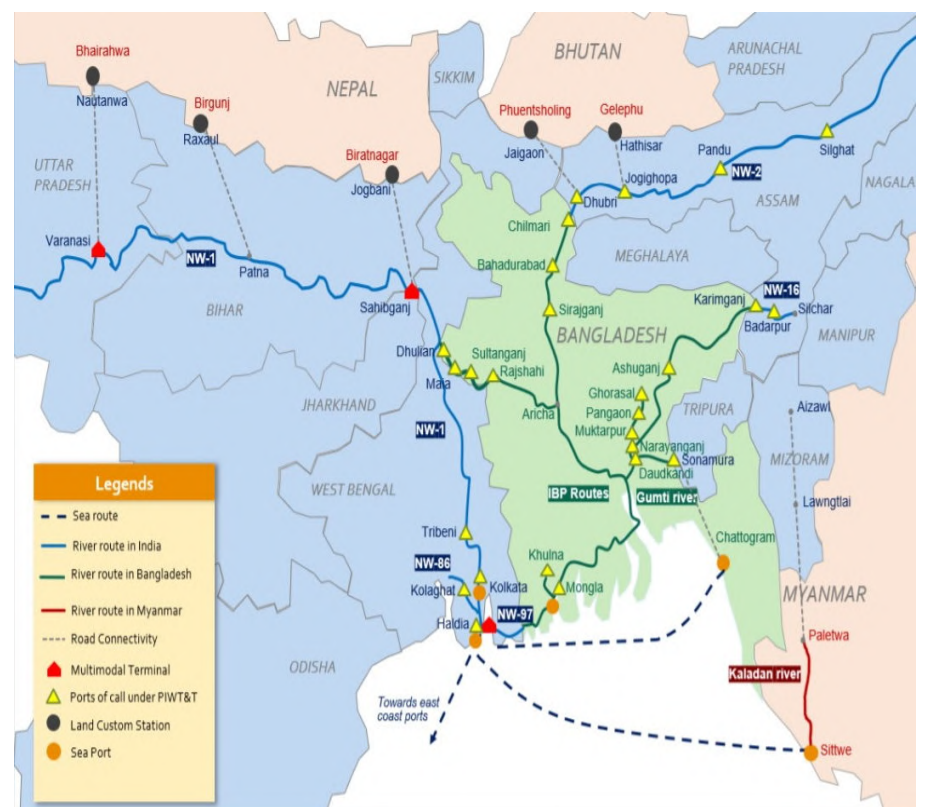 Bhairahwa
Nautanwa
Birgunj
Raxaul
NEPAL
SIKKIM
BHUTAN
ARUNACHAL
PRADESH
Phuentsholing
Gelephu
Jaigaon
Hathisar
Biratnagar
Jogbani
UTTAR
PRADESH
Pandu
Silghat
Jogighopa
NW-2
NAGALA
Dhubri
ASSAM
Chilmari
Varanasi
NW-1
Patna
Bahadurabad
MEGHALAYA
BIHAR
Sahibganj
Karimganj
NW-16
Silchar
Badarpur
Sirajganj
BANGLADESH
MANIPUR
Dhulian
Sultanganj
Maia
Rajshahi
Ashuganj
Ghorasal
JHARKHAND
Aricha
Pangaon
TRIPURA
Aizawl
NW-1
Muktarpur
Narayanganj
Sonamura
MIZORAM
Daudkandi
WEST BENGAL
IBP Routes
Gumti river
Lawngtlai
Tribeni
Chattogram
Khulna
NW-86
Kolaghat
Kolkata
Mongla
MYANMAR
NW-97
Haldia
Paletwa
ODISHA
Kaladan river
Towards east
coast ports
Sittwe
Legends
Sea route
River route in India
River route in Bangladesh
River route in Myanmar
Road Connectivity
Multimodal Terminal
Ports of call under PIWT&T
Land Custom Station
Sea Port